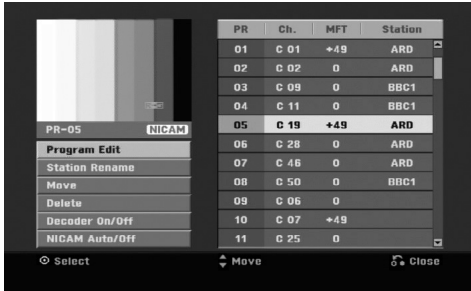 PR Ch. MFT Station
01 C 01 +49 ARD
02 C 02 0 ARD
03 C 09 0 BBC1
04 C 11 0 BBC1
05 C 19 +49 ARD
06 C 28 0 ARD
07 C 46 0 ARD
08 C 50 0 BBC1
09 C 06 0
10 C 07 +49
11 C 25 0
PR-05 NICAM
Program Edit
Station Rename
Move
Delete
Decoder On/Off
NICAM Auto/Off
Select Move Close